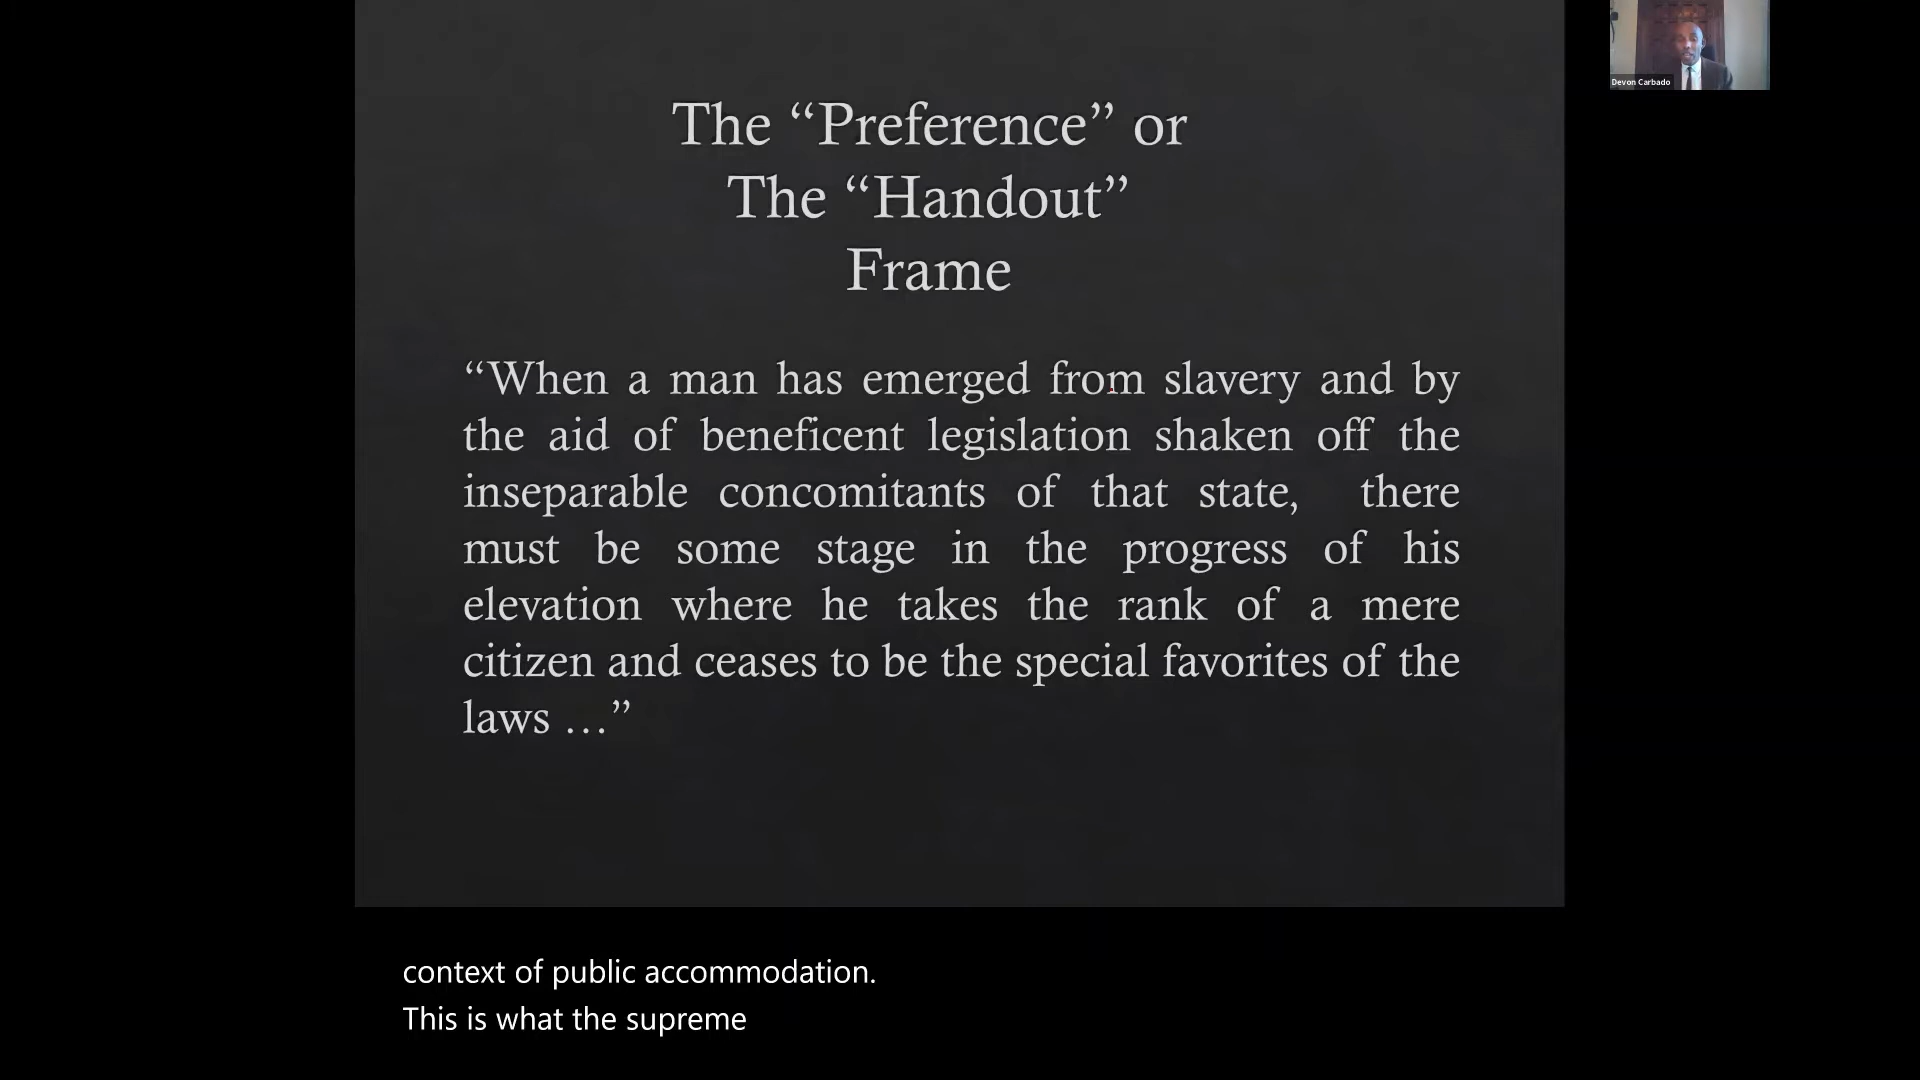 The “Preference” or
The “Handout”
Frame
“When a man has emerged from slavery and by
the aid of beneficent legislation shaken off the
inseparable concomitants of that state, there
must be some stage in the progress of his
elevation where he takes the rank of a mere
citizen and ceases to be the special favorites of the
laws …”
Devon Carbado
context of public accommodation.
This is what the supreme